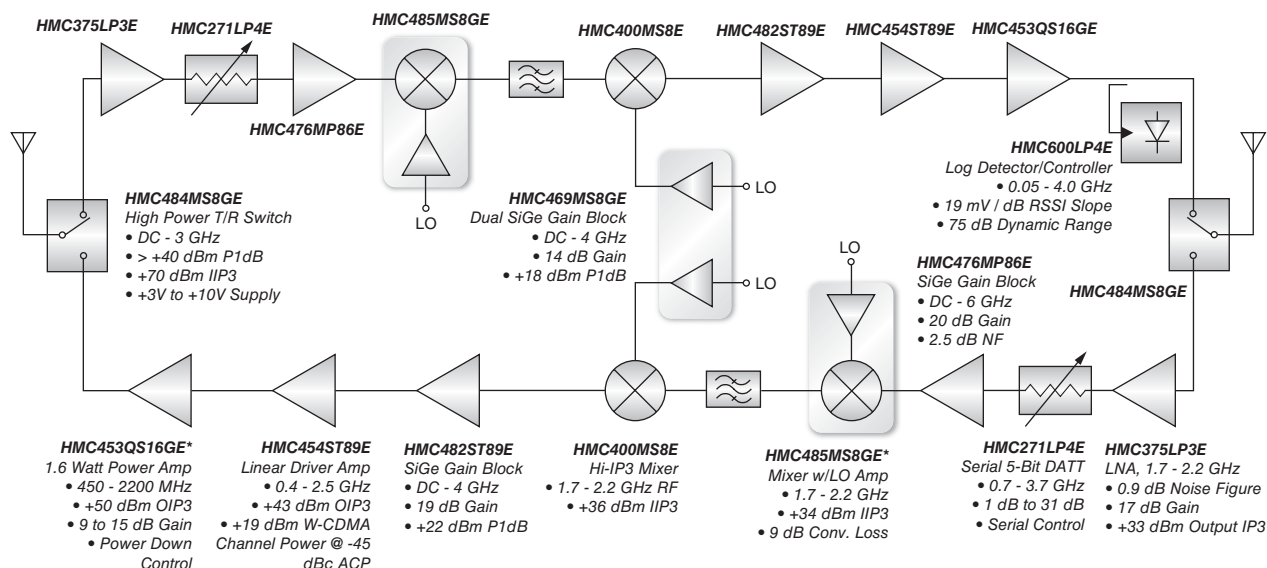 HMC375LP3E
HMC271LP4E
HMC476MP86E
HMC485MS8GE
LO
HMC400MS8E
HMC482ST89E
HMC454ST89E
HMC453QS16GE
HMC484MS8GE
High Power T/R Switch
• DC - 3 GHz
• > +40 dBm P1dB
• +70 dBm IIP3
• +3V to +10V Supply
HMC469MS8GE
Dual SiGe Gain Block
• DC - 4 GHz
• 14 dB Gain
• +18 dBm P1dB
LO
LO
HMC600LP4E
Log Detector/Controller
• 0.05 - 4.0 GHz
• 19 mV / dB RSSI Slope
• 75 dB Dynamic Range
LO
HMC476MP86E
SiGe Gain Block
• DC - 6 GHz
• 20 dB Gain
• 2.5 dB NF
HMC484MS8GE
HMC453QS16GE*
1.6 Watt Power Amp
• 450 - 2200 MHz
• +50 dBm OIP3
• 9 to 15 dB Gain
• Power Down
Control
HMC454ST89E
Linear Driver Amp
• 0.4 - 2.5 GHz
• +43 dBm OIP3
• +19 dBm W-CDMA
Channel Power @ -45
dBc ACP
HMC482ST89E
SiGe Gain Block
• DC - 4 GHz
• 19 dB Gain
• +22 dBm P1dB
HMC400MS8E
Hi-IP3 Mixer
• 1.7 - 2.2 GHz RF
• +36 dBm IIP3
HMC485MS8GE*
Mixer w/LO Amp
• 1.7 - 2.2 GHz
• +34 dBm IIP3
• 9 dB Conv. Loss
HMC271LP4E
Serial 5-Bit DATT
• 0.7 - 3.7 GHz
• 1 dB to 31 dB
• Serial Control
HMC375LP3E
LNA, 1.7 - 2.2 GHz
• 0.9 dB Noise Figure
• 17 dB Gain
• +33 dBm Output IP3